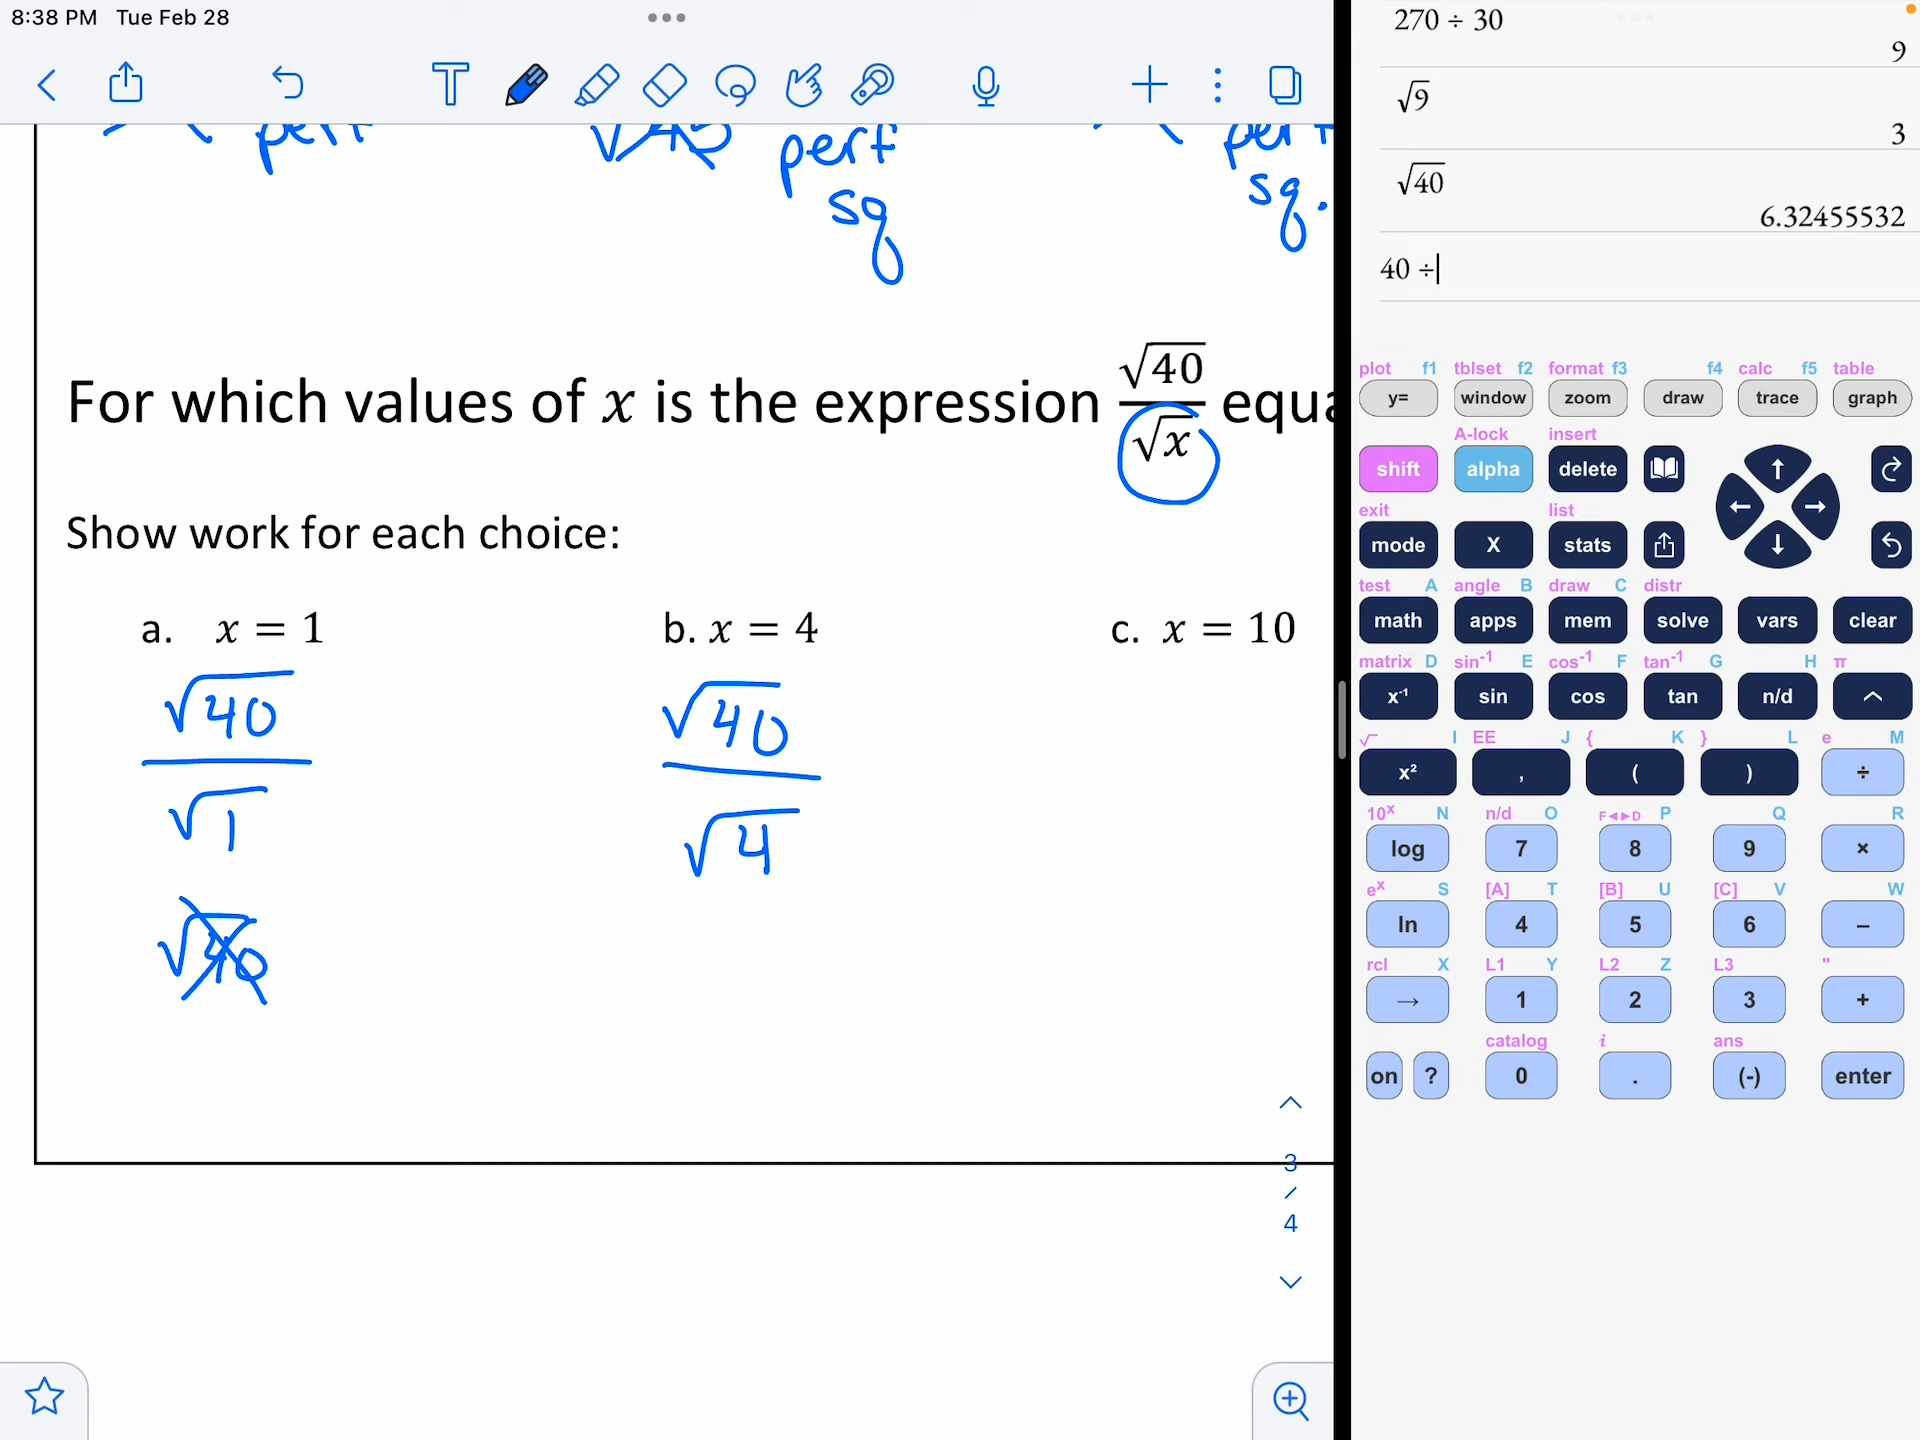 8:38 PM Tue Feb 28
perf √45 perf
sq
sq.
For which values of x is the expression √40/√x equa
Show work for each choice:
a. x = 1 b. x = 4 c. x = 10
√40 √40
√1 √4
√40
3
/
4
270 ÷ 30
9
√9
3
√40
6.32455532
40 ÷
plot f1 tblset f2 format f3 f4 calc f5 table
y= window zoom draw trace graph
A-lock insert
shift alpha delete
exit list
mode X stats
test A angle B draw C distr
math apps mem solve vars clear
matrix D sin⁻¹ E cos⁻¹ F tan⁻¹ G H π
x⁻¹ sin cos tan n/d ^
√ I EE J { K } L e M
x² , ( ) ÷
10ˣ N n/d O F◄►D P Q R
log 7 8 9 ×
eˣ S [A] T [B] U [C] V W
ln 4 5 6 −
rcl X L1 Y L2 Z L3 "
→ 1 2 3 +
catalog i ans
on ? 0 . (-) enter